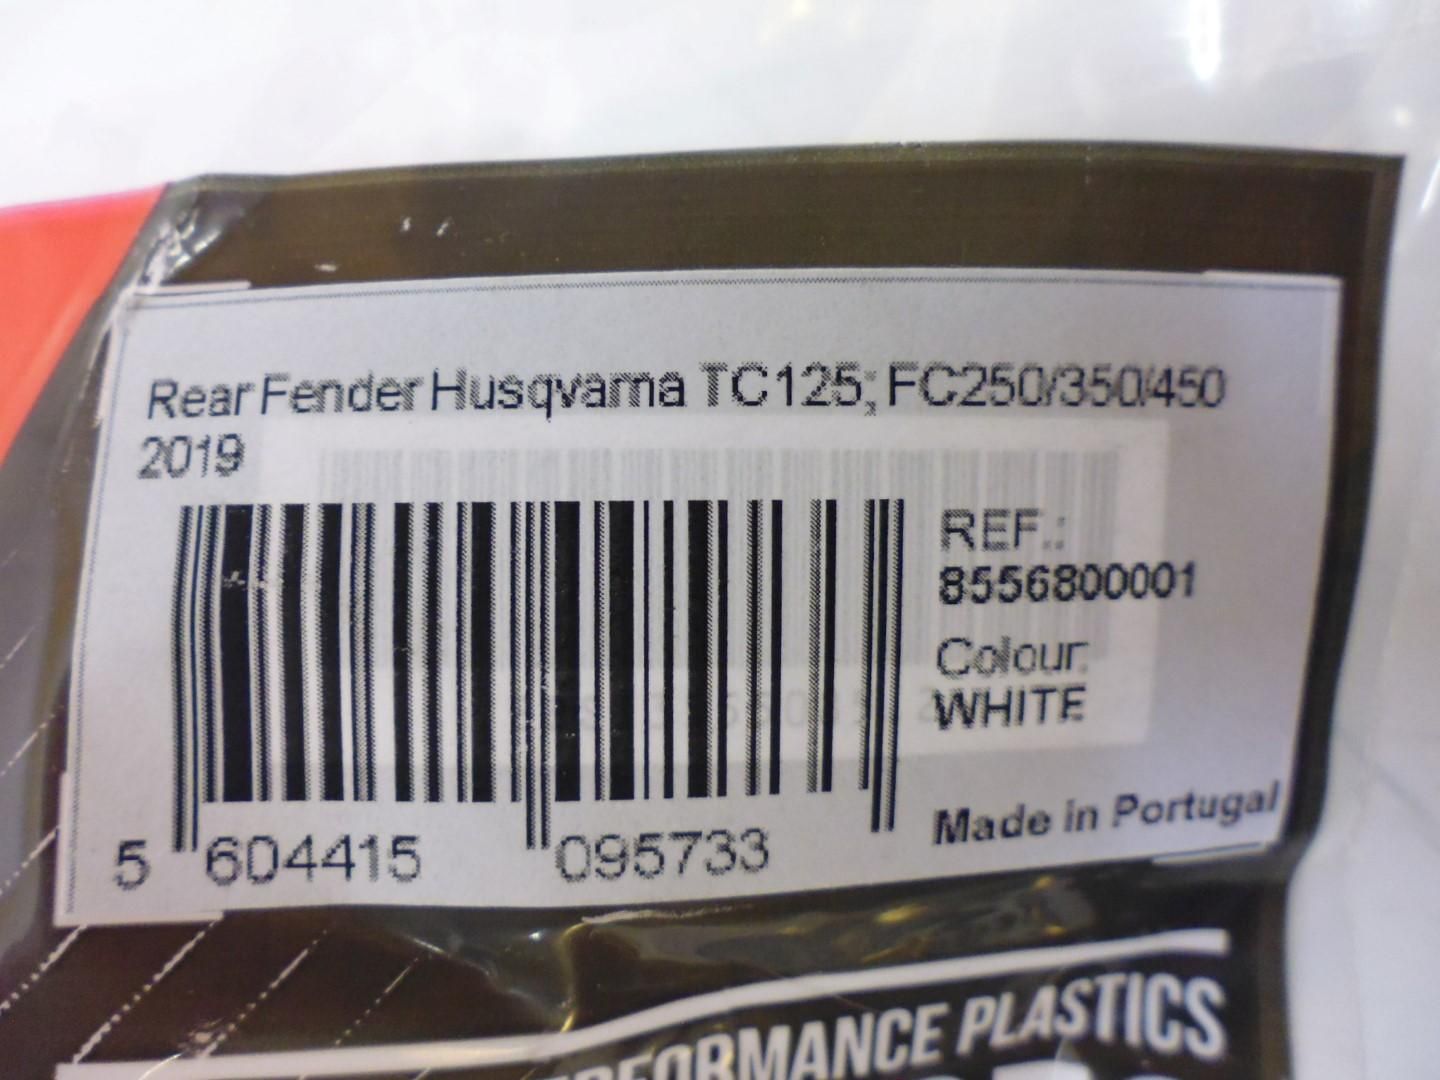 Rear Fender Husqvarna TC125; FC250/350/450
2019
REF.:
8556800001
Colour:
WHITE
Made in Portugal
5 604415 095733
PERFORMANCE PLASTICS